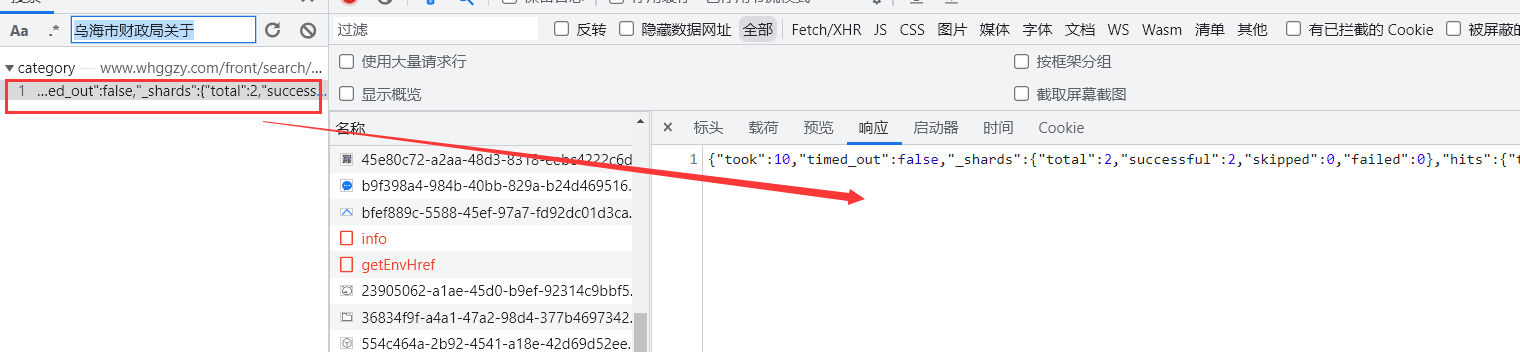 Aa .* 乌海市财政局关于
category — www.whggzy.com/front/search/...
1 ...ed_out":false,"_shards":{"total":2,"success...
过滤 反转 隐藏数据网址 全部 Fetch/XHR JS CSS 图片 媒体 字体 文档 WS Wasm 清单 其他 有已拦截的 Cookie 被屏蔽的
使用大量请求行 按框架分组
显示概览 截取屏幕截图
名称 × 标头 载荷 预览 响应 启动器 时间 Cookie
1 {"took":10,"timed_out":false,"_shards":{"total":2,"successful":2,"skipped":0,"failed":0},"hits":{"t
45e80c72-a2aa-48d3-8318-eebc4222c6d
b9f398a4-984b-40bb-829a-b24d469516.
bfef889c-5588-45ef-97a7-fd92dc01d3ca.
info
getEnvHref
23905062-a1ae-45d0-b9ef-92314c9bbf5.
36834f9f-a4a1-47a2-98d4-377b4697342.
554c464a-2b92-4541-a18e-42d69d52ee.